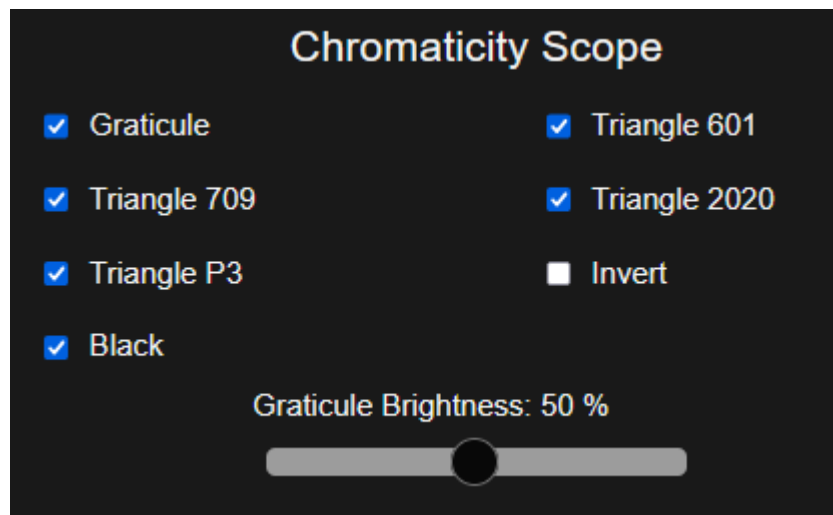 Chromaticity Scope
Graticule
Triangle 601
Triangle 709
Triangle 2020
Triangle P3
Invert
Black
Graticule Brightness: 50 %